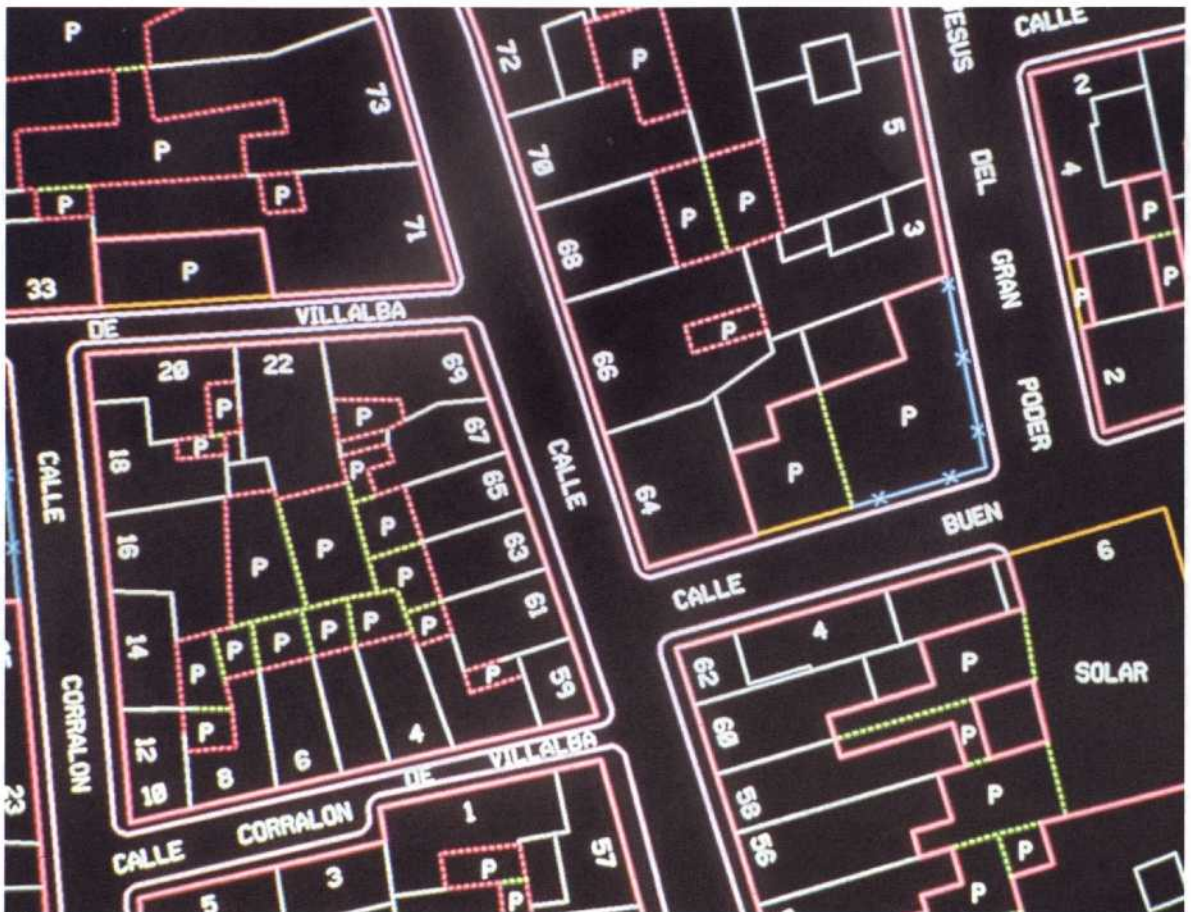 P
73
P
P
P
P
71
33
72
P
70
P
P
68
5
3
JESUS DEL GRAN PODER
CALLE
2
4
P
P
P
2
DE VILLALBA
20
22
69
P
P
P
P
67
18
65
P
63
16
P
P
P
61
14
P
P
P
P
P
P
P
59
12
P
10
8
6
4
CALLE CORRALON
23
CALLE CORRALON DE VILLALBA
66
P
P
P
64
CALLE
CALLE BUEN
6
SOLAR
62
4
P
60
P
58
P
56
P
P
1
P
P
57
3
5